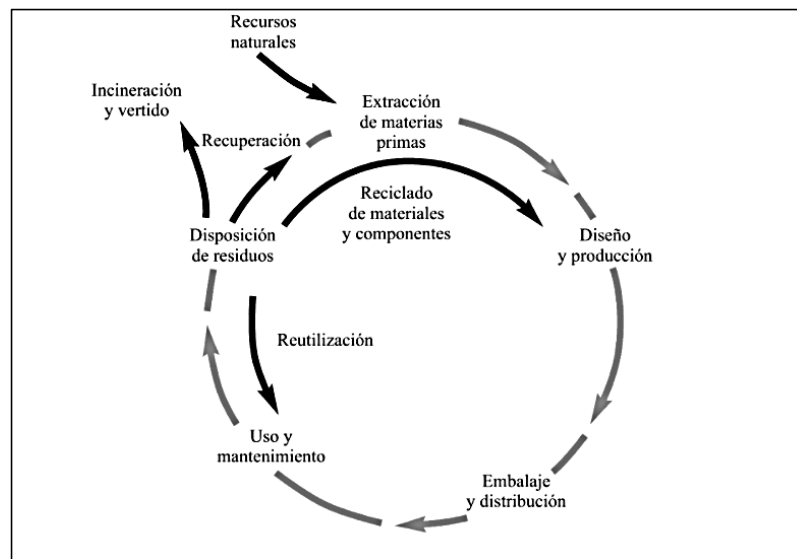 Recursos
naturales
Incineración
y vertido
Extracción
de materias
primas
Recuperación
Reciclado
de materiales
y componentes
Disposición
de residuos
Diseño
y producción
Reutilización
Uso y
mantenimiento
Embalaje
y distribución